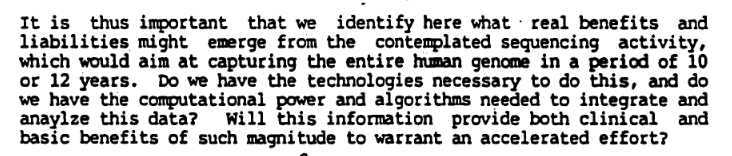 It is thus important that we identify here what real benefits and
liabilities might emerge from the contemplated sequencing activity,
which would aim at capturing the entire human genome in a period of 10
or 12 years. Do we have the technologies necessary to do this, and do
we have the computational power and algorithms needed to integrate and
anaylze this data? Will this information provide both clinical and
basic benefits of such magnitude to warrant an accelerated effort?